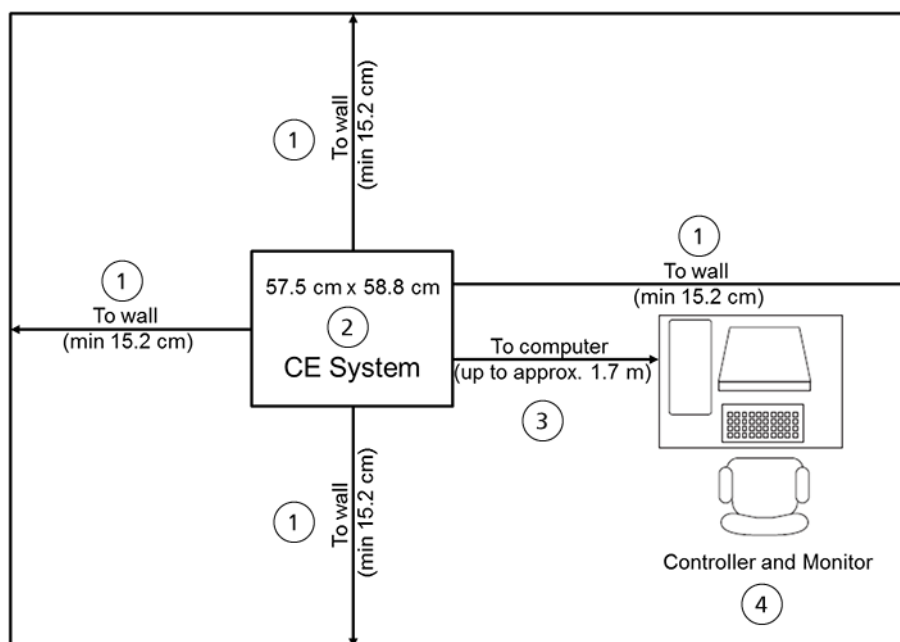 1
To wall
(min 15.2 cm)
1
To wall
(min 15.2 cm)
1
To wall
(min 15.2 cm)
57.5 cm x 58.8 cm
2
CE System
To computer
(up to approx. 1.7 m)
3
1
To wall
(min 15.2 cm)
Controller and Monitor
4